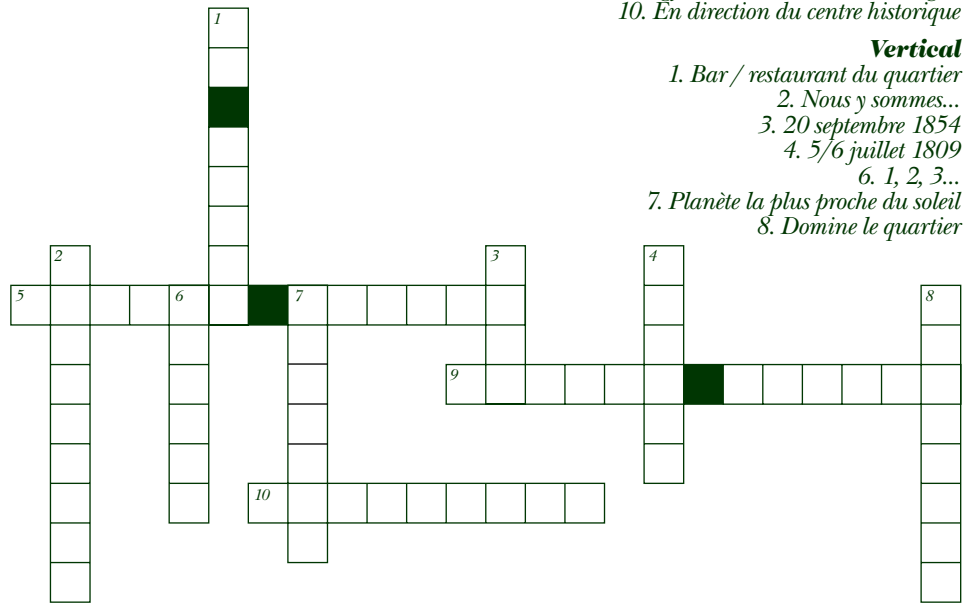 10. En direction du centre historique
Vertical
1. Bar / restaurant du quartier
2. Nous y sommes...
3. 20 septembre 1854
4. 5/6 juillet 1809
6. 1, 2, 3...
7. Planète la plus proche du soleil
8. Domine le quartier
1
2
3
4
5
6
7
8
9
10